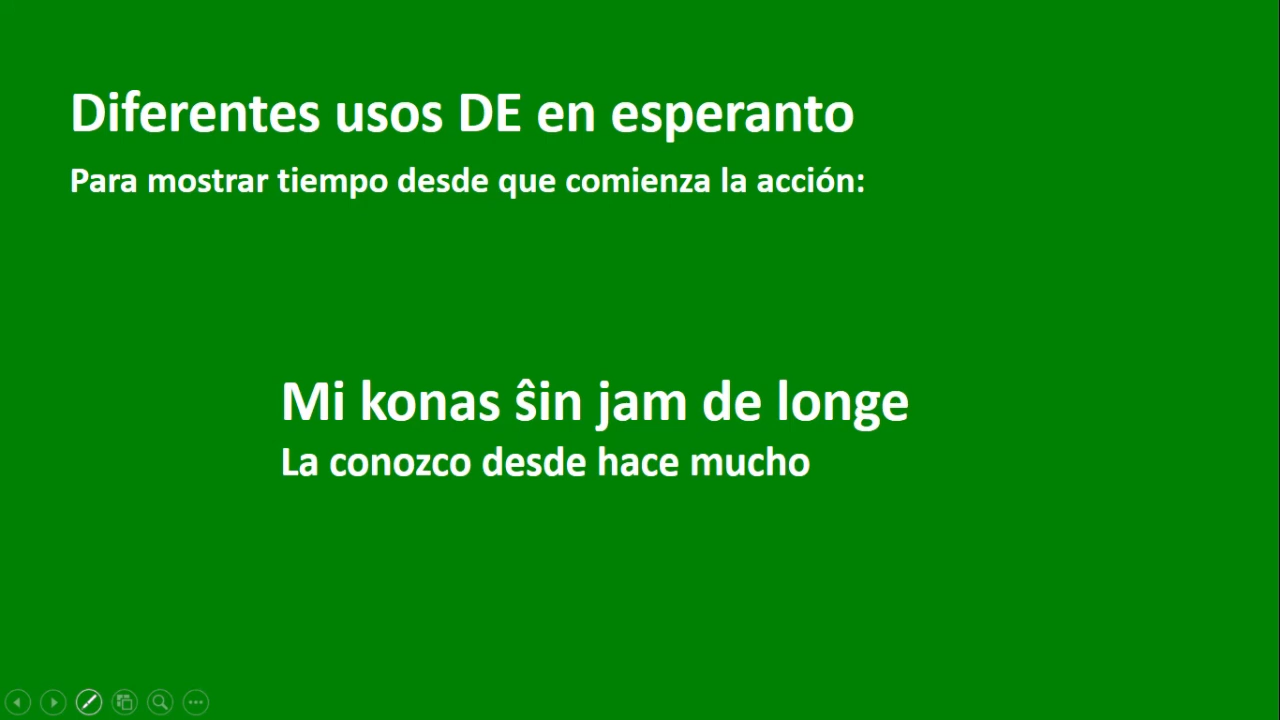 Diferentes usos DE en esperanto
Para mostrar tiempo desde que comienza la acción:
Mi konas ŝin jam de longe
La conozco desde hace mucho